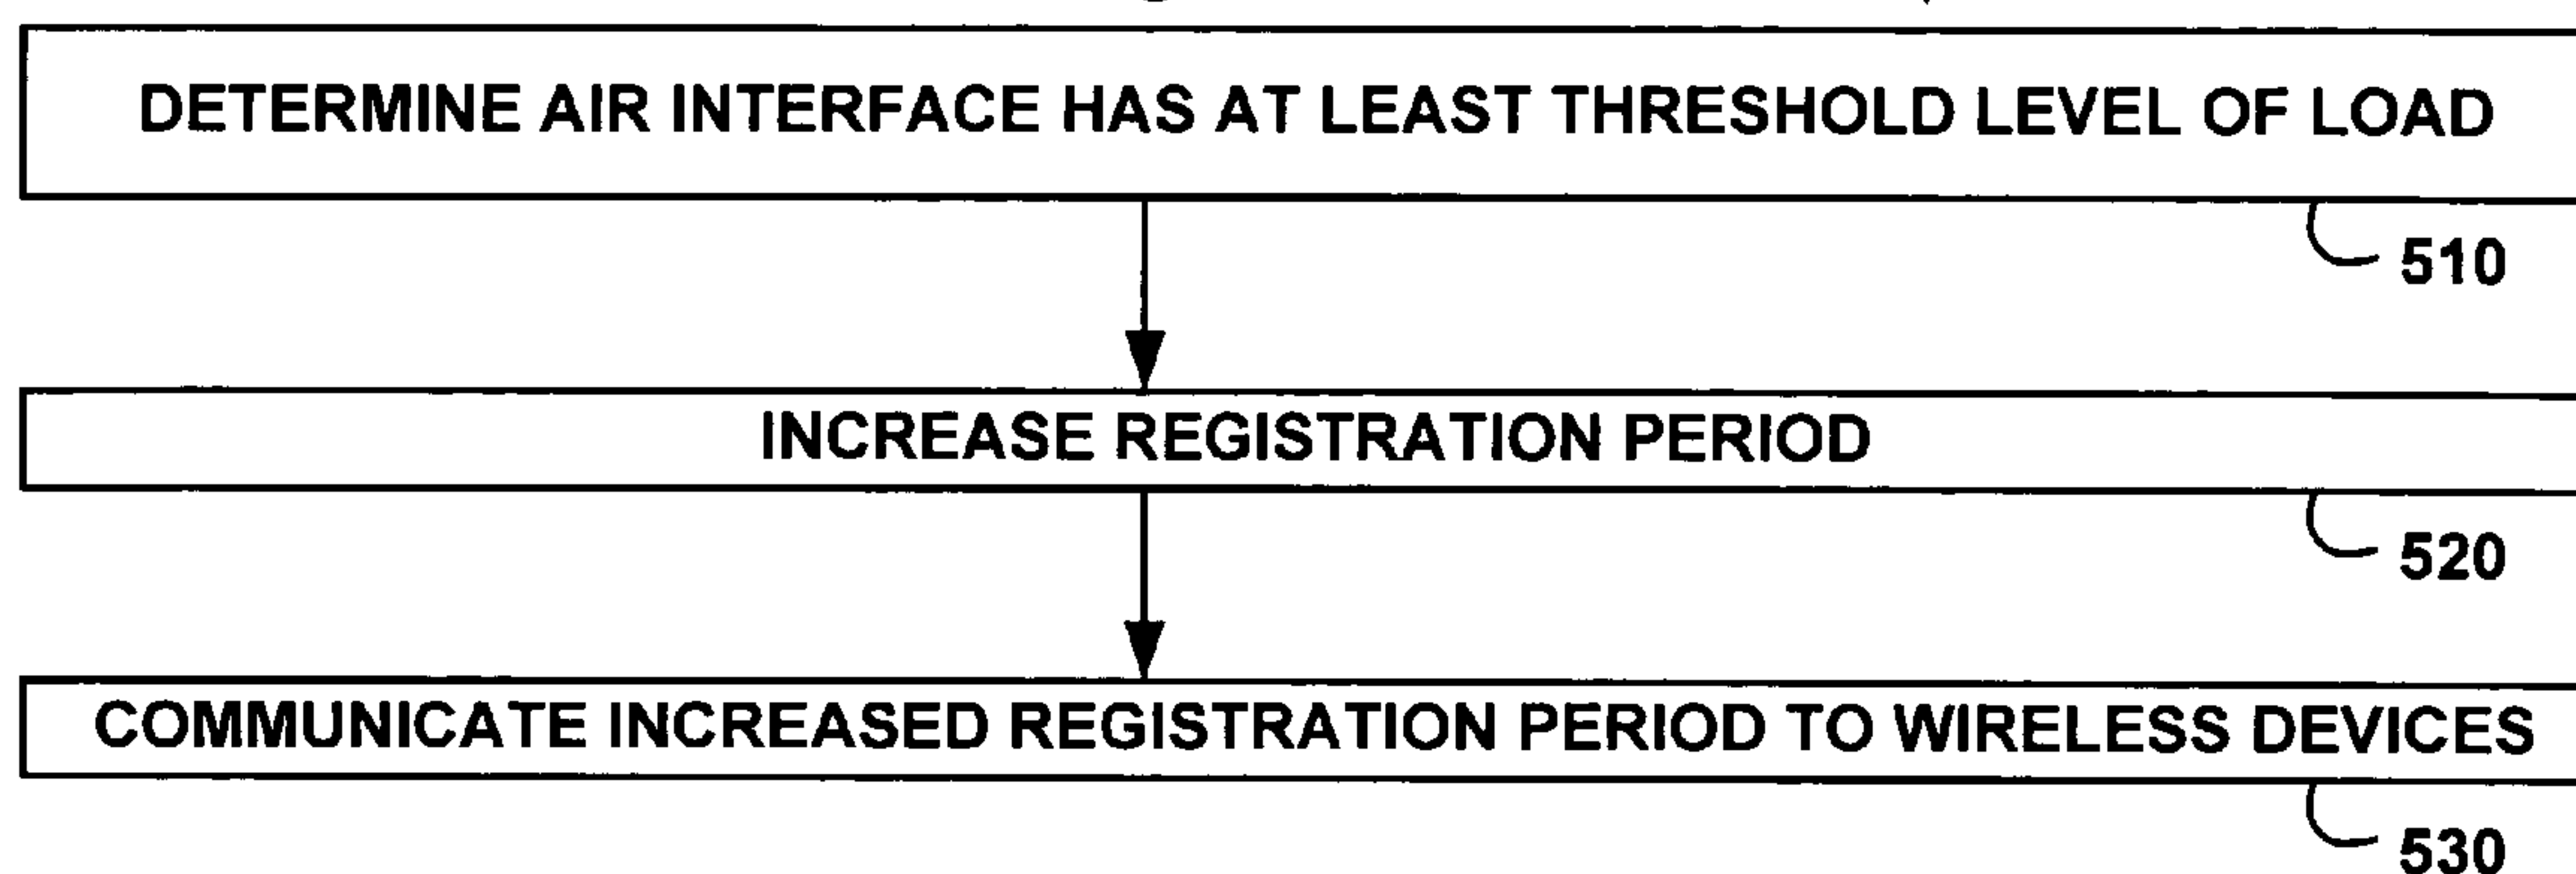 DETERMINE AIR INTERFACE HAS AT LEAST THRESHOLD LEVEL OF LOAD
510
INCREASE REGISTRATION PERIOD
520
COMMUNICATE INCREASED REGISTRATION PERIOD TO WIRELESS DEVICES
530